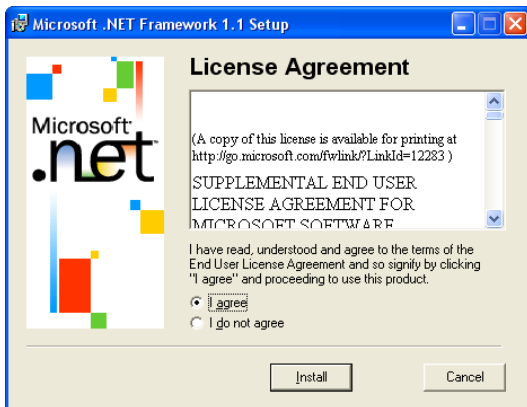 Microsoft .NET Framework 1.1 Setup
Microsoft
.net
License Agreement
(A copy of this license is available for printing at
http://go.microsoft.com/fwlink/?LinkId=12283 )
SUPPLEMENTAL END USER
LICENSE AGREEMENT FOR
MICROSOFT SOFTWARE
I have read, understood and agree to the terms of the
End User License Agreement and so signify by clicking
"I agree" and proceeding to use this product.
I agree
I do not agree
Install
Cancel